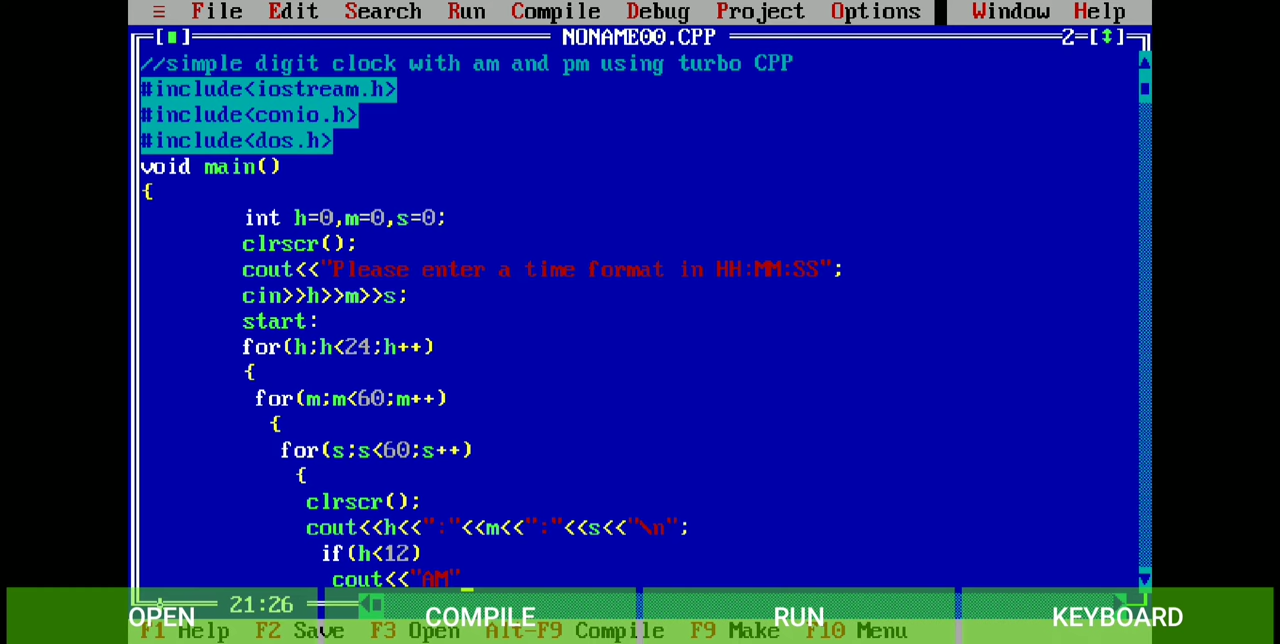 ≡ File Edit Search Run Compile Debug Project Options Window Help
[■] NONAME00.CPP 2=[↕]
//simple digit clock with am and pm using turbo CPP
#include<iostream.h>
#include<conio.h>
#include<dos.h>
void main()
{
int h=0,m=0,s=0;
clrscr();
cout<<"Please enter a time format in HH:MM:SS";
cin>>h>>m>>s;
start:
for(h;h<24;h++)
{
for(m;m<60;m++)
{
for(s;s<60;s++)
{
clrscr();
cout<<h<<":"<<m<<":"<<s<<"\n";
if(h<12)
cout<<"AM"_
21:26
OPEN COMPILE RUN KEYBOARD
F1 Help F2 Save F3 Open Alt-F9 Compile F9 Make F10 Menu